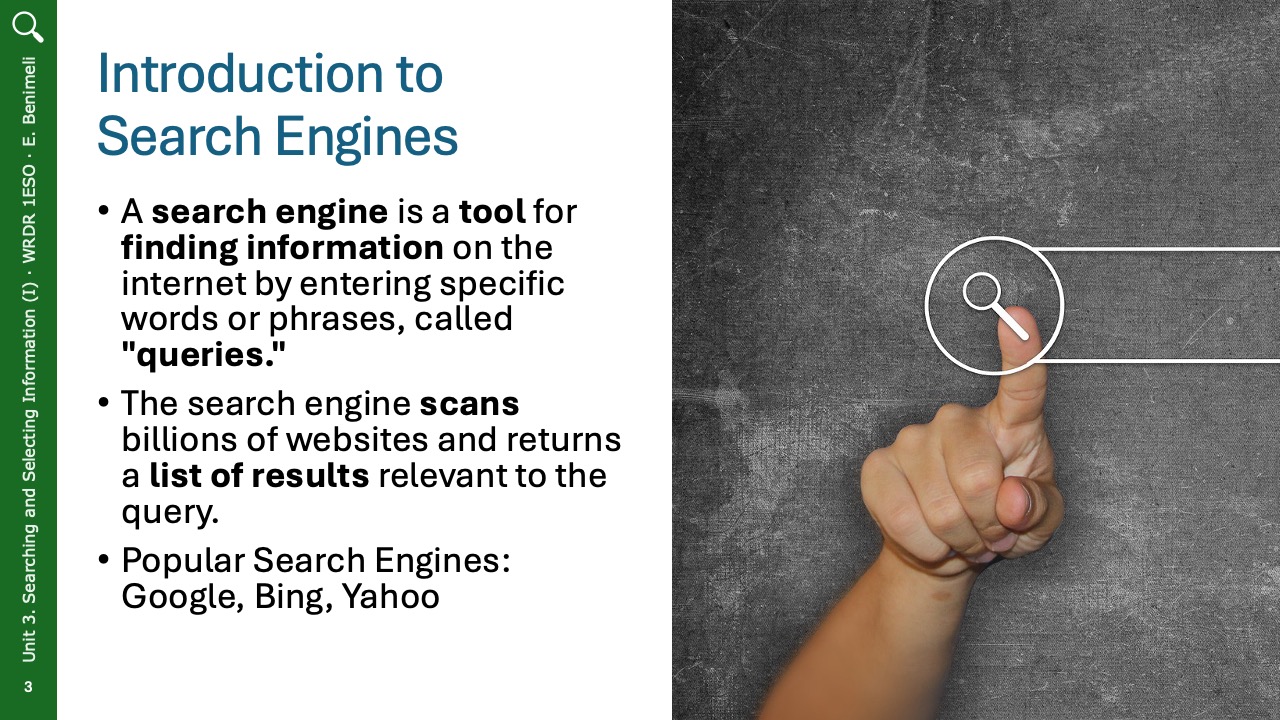 Introduction to
Search Engines
• A search engine is a tool for
finding information on the
internet by entering specific
words or phrases, called
"queries."
• The search engine scans
billions of websites and returns
a list of results relevant to the
query.
• Popular Search Engines:
Google, Bing, Yahoo
Unit 3. Searching and Selecting Information (I) · WRDR 1ESO · E. Benimeli
3